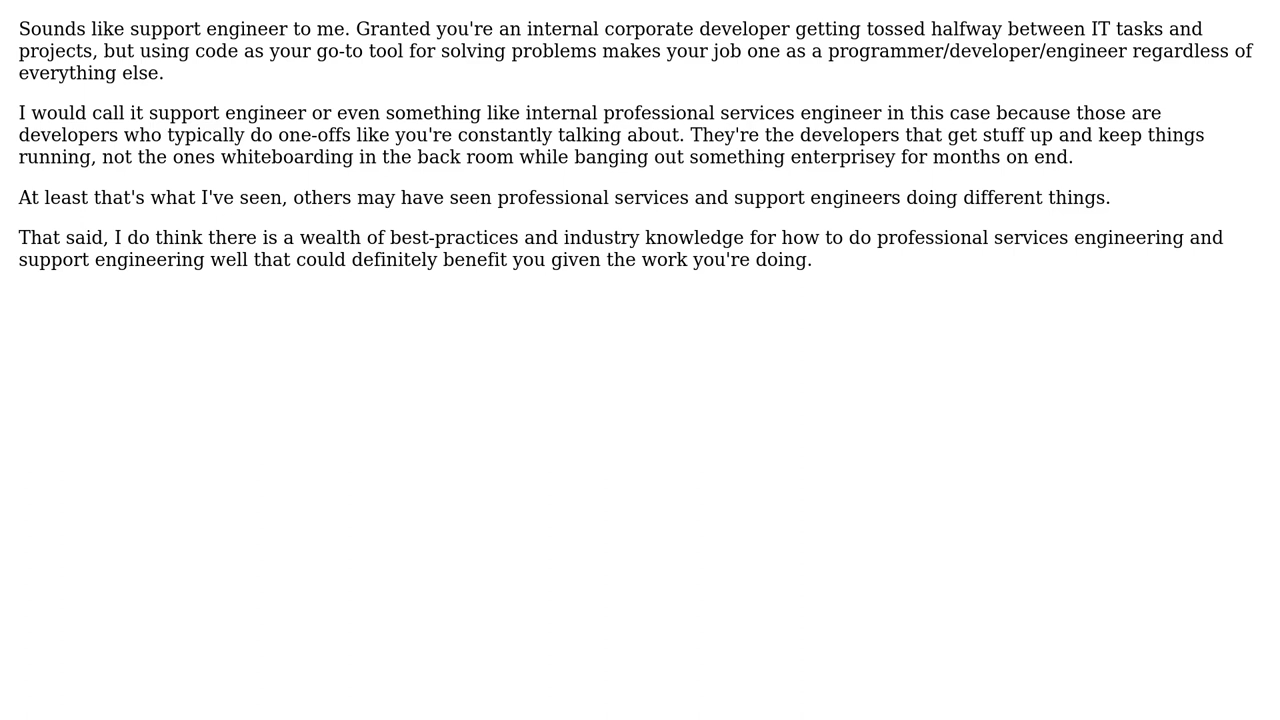 Sounds like support engineer to me. Granted you're an internal corporate developer getting tossed halfway between IT tasks and
projects, but using code as your go-to tool for solving problems makes your job one as a programmer/developer/engineer regardless of
everything else.
I would call it support engineer or even something like internal professional services engineer in this case because those are
developers who typically do one-offs like you're constantly talking about. They're the developers that get stuff up and keep things
running, not the ones whiteboarding in the back room while banging out something enterprisey for months on end.
At least that's what I've seen, others may have seen professional services and support engineers doing different things.
That said, I do think there is a wealth of best-practices and industry knowledge for how to do professional services engineering and
support engineering well that could definitely benefit you given the work you're doing.